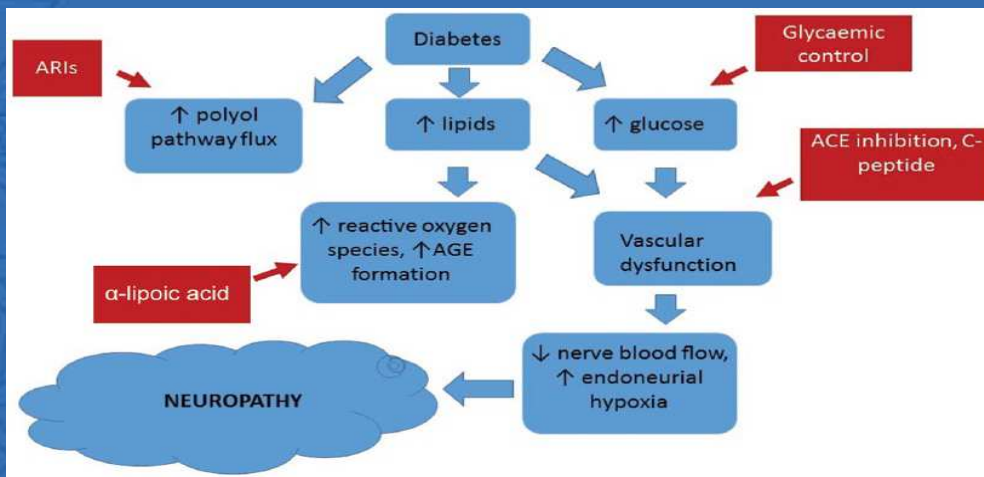 Diabetes
Glycaemic
control
ARIs
↑ polyol
pathway flux
↑ lipids
↑ glucose
ACE inhibition, C-
peptide
↑ reactive oxygen
species, ↑AGE
formation
Vascular
dysfunction
α-lipoic acid
↓ nerve blood flow,
↑ endoneurial
hypoxia
NEUROPATHY